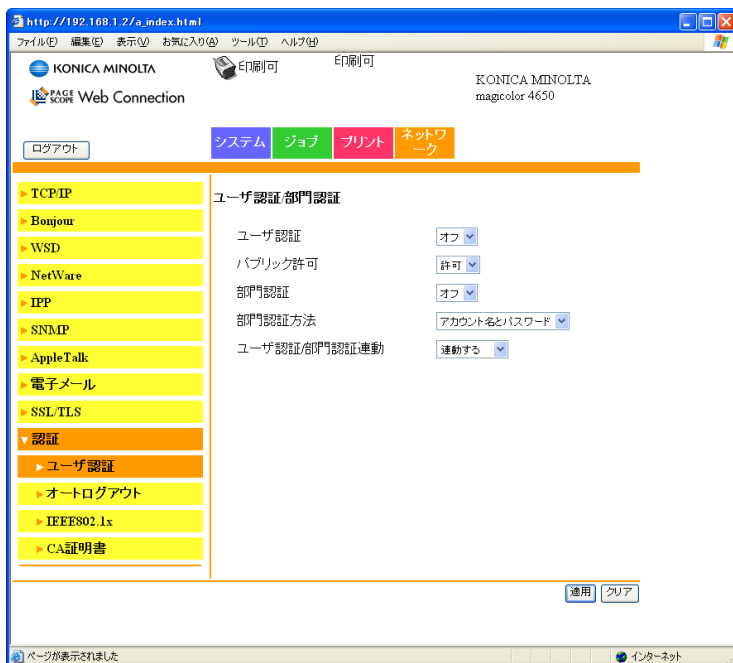 http://192.168.1.2/a_index.html
ファイル(F) 編集(E) 表示(V) お気に入り(A) ツール(T) ヘルプ(H)
KONICA MINOLTA
印刷可
印刷可
PAGE SCOPE Web Connection
KONICA MINOLTA
magicolor 4650
ログアウト
システム
ジョブ
プリント
ネットワ
ーク
TCP/IP
Bonjour
WSD
NetWare
IPP
SNMP
AppleTalk
電子メール
SSL/TLS
認証
ユーザ認証
オートログアウト
IEEE802.1x
CA証明書
ユーザ認証/部門認証
ユーザ認証 オフ
パブリック許可 許可
部門認証 オフ
部門認証方法 アカウント名とパスワード
ユーザ認証/部門認証連動 連動する
適用 クリア
ページが表示されました インターネット